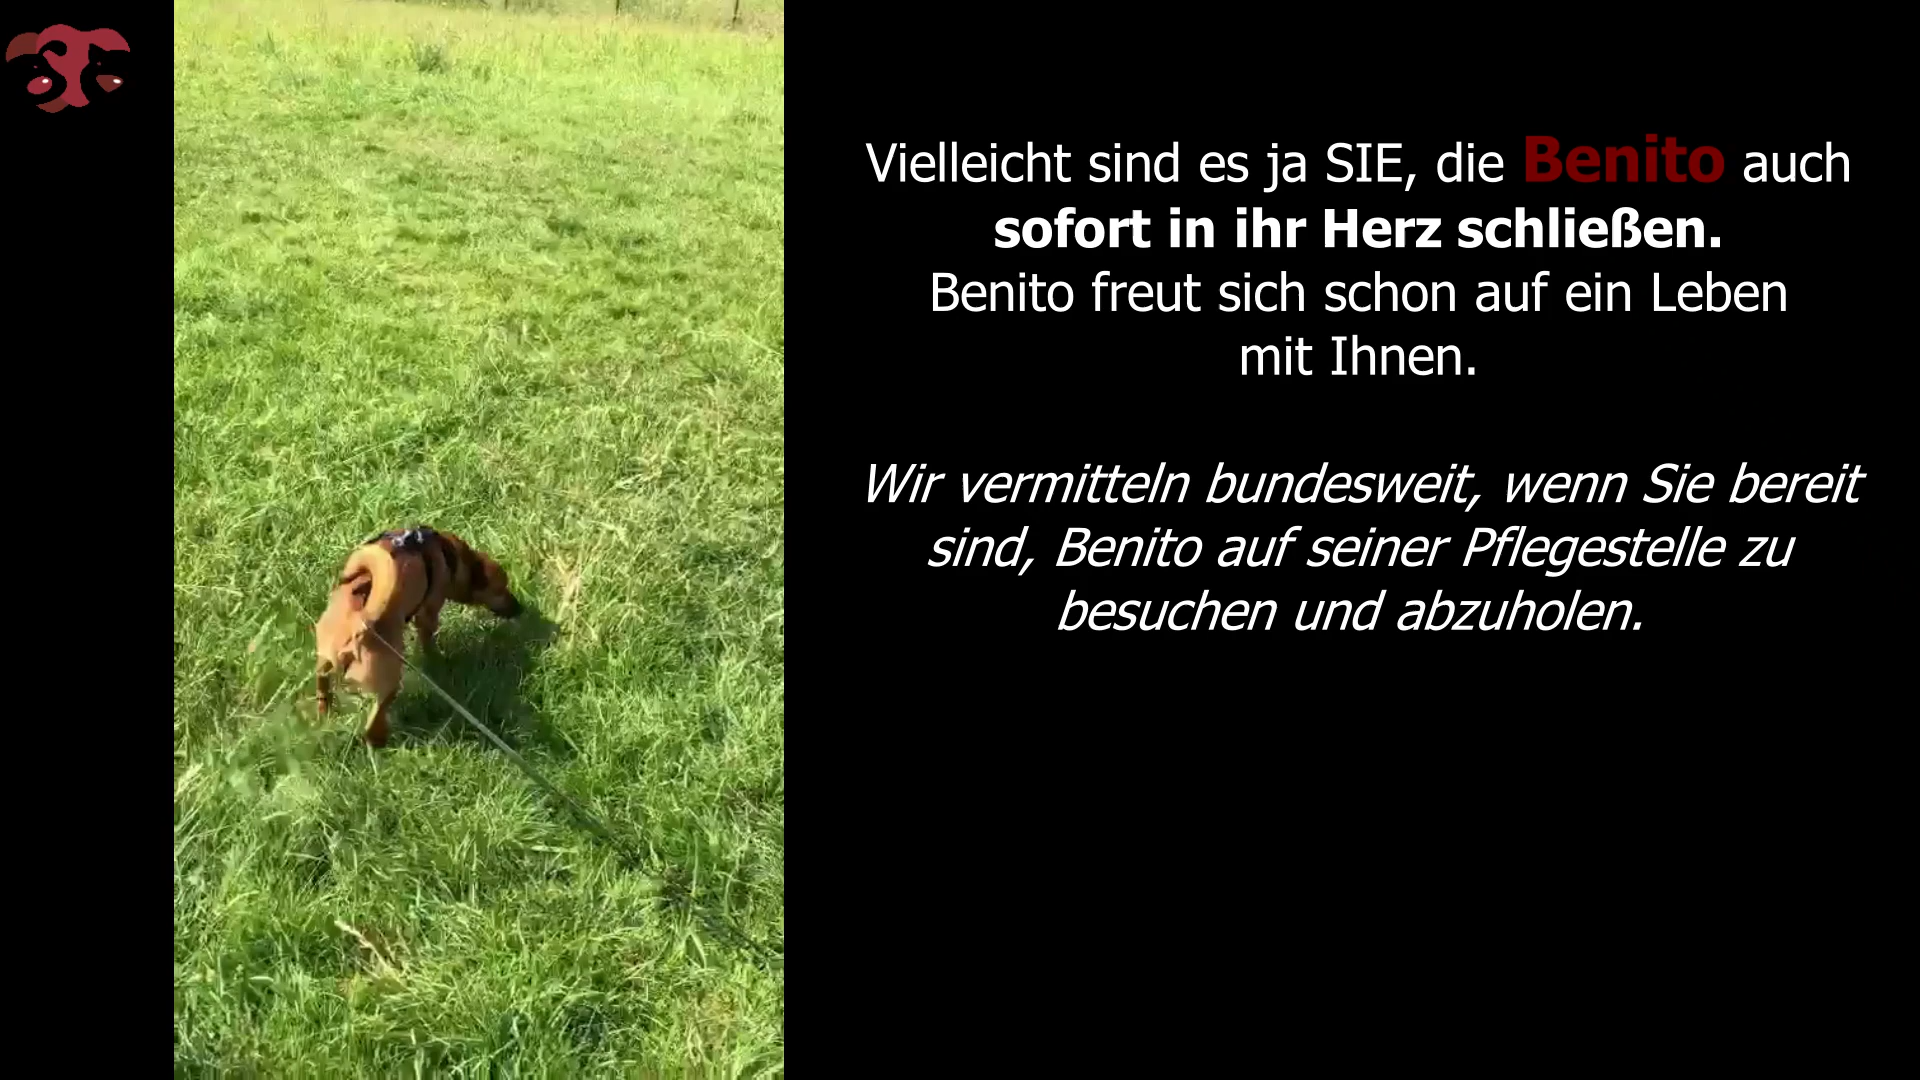 Vielleicht sind es ja SIE, die Benito auch
sofort in ihr Herz schließen.
Benito freut sich schon auf ein Leben
mit Ihnen.
Wir vermitteln bundesweit, wenn Sie bereit
sind, Benito auf seiner Pflegestelle zu
besuchen und abzuholen.